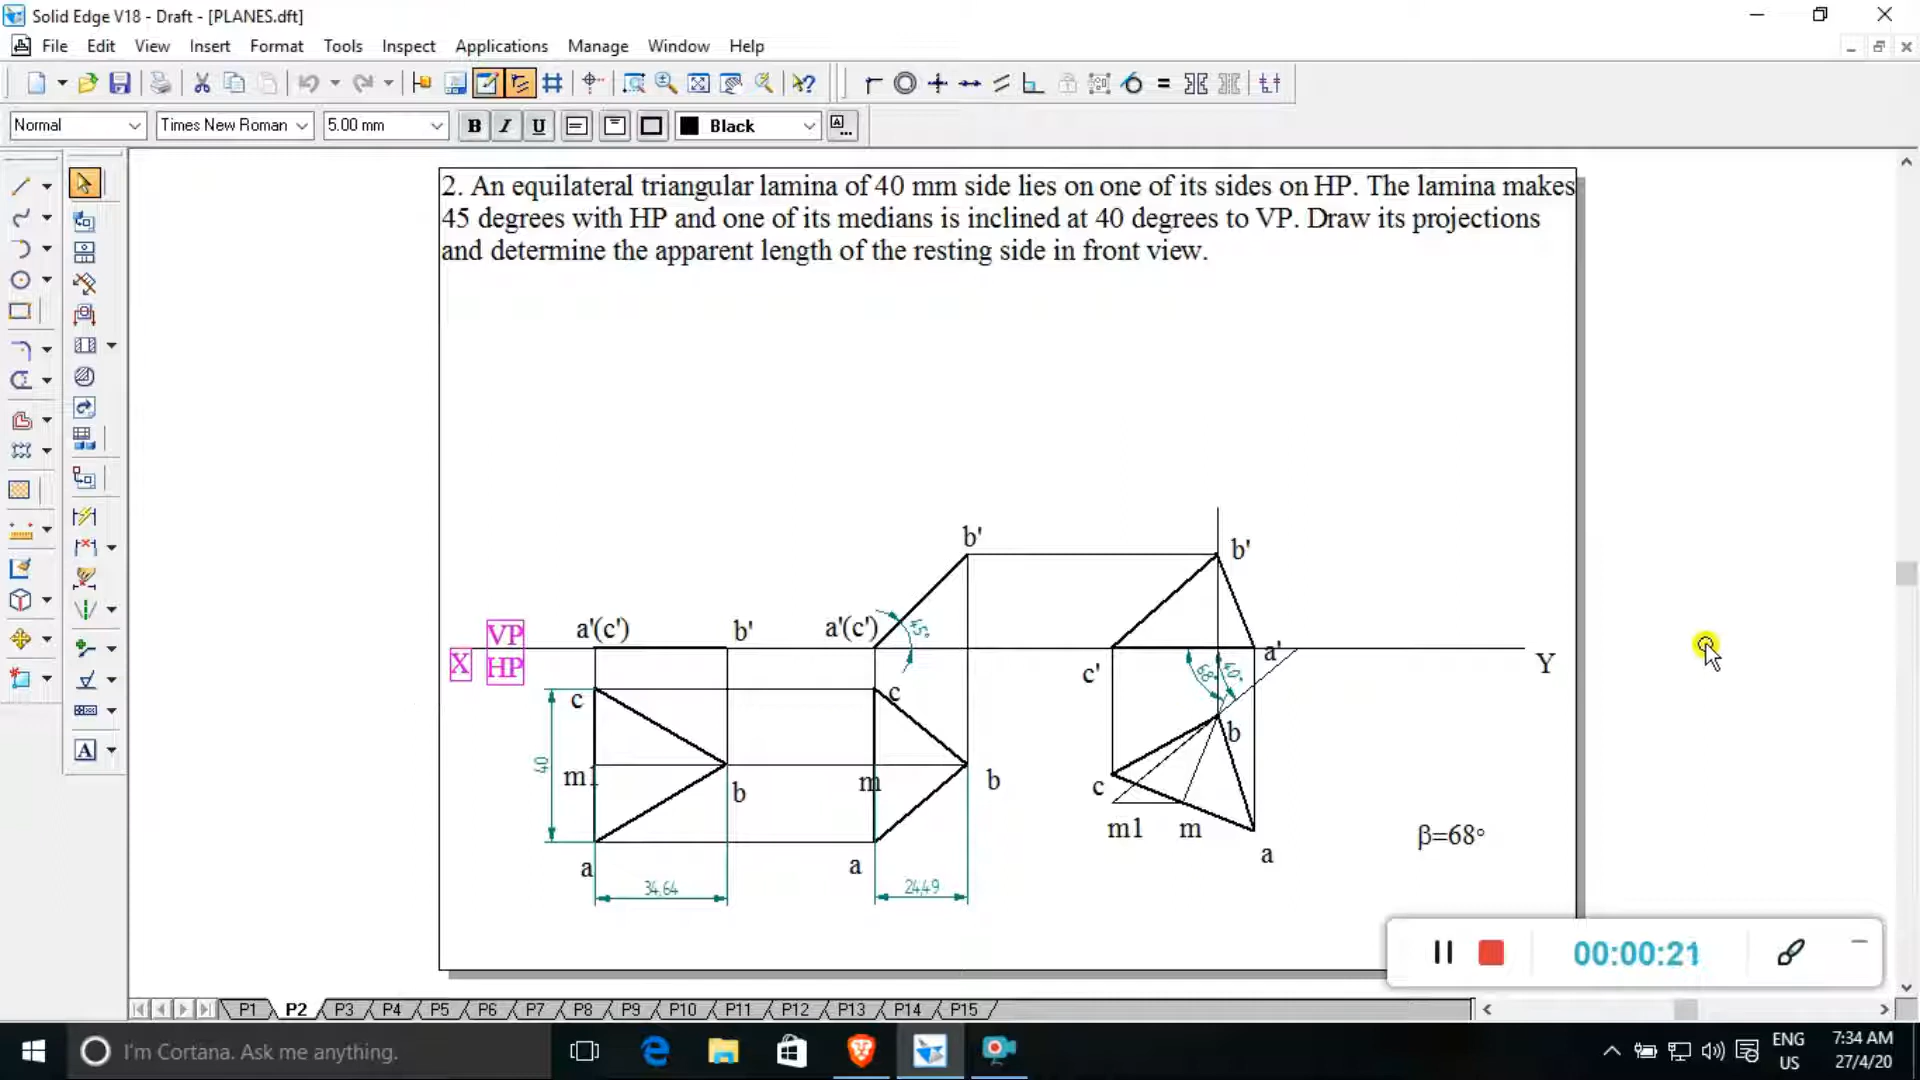 Solid Edge V18 - Draft - [PLANES.dft]
File Edit View Insert Format Tools Inspect Applications Manage Window Help
Normal Times New Roman 5.00 mm B I U Black A
2. An equilateral triangular lamina of 40 mm side lies on one of its sides on HP. The lamina makes
45 degrees with HP and one of its medians is inclined at 40 degrees to VP. Draw its projections
and determine the apparent length of the resting side in front view.
b' b'
a'(c') b' a'(c') 45°
VP
X HP c' a' Y
68° 40°
c c
b
40 m1 b m b c
m1 m β=68°
a a a
34,64 24,49
A
00:00:21
P1 P2 P3 P4 P5 P6 P7 P8 P9 P10 P11 P12 P13 P14 P15
I'm Cortana. Ask me anything.
ENG
US
7:34 AM
27/4/20